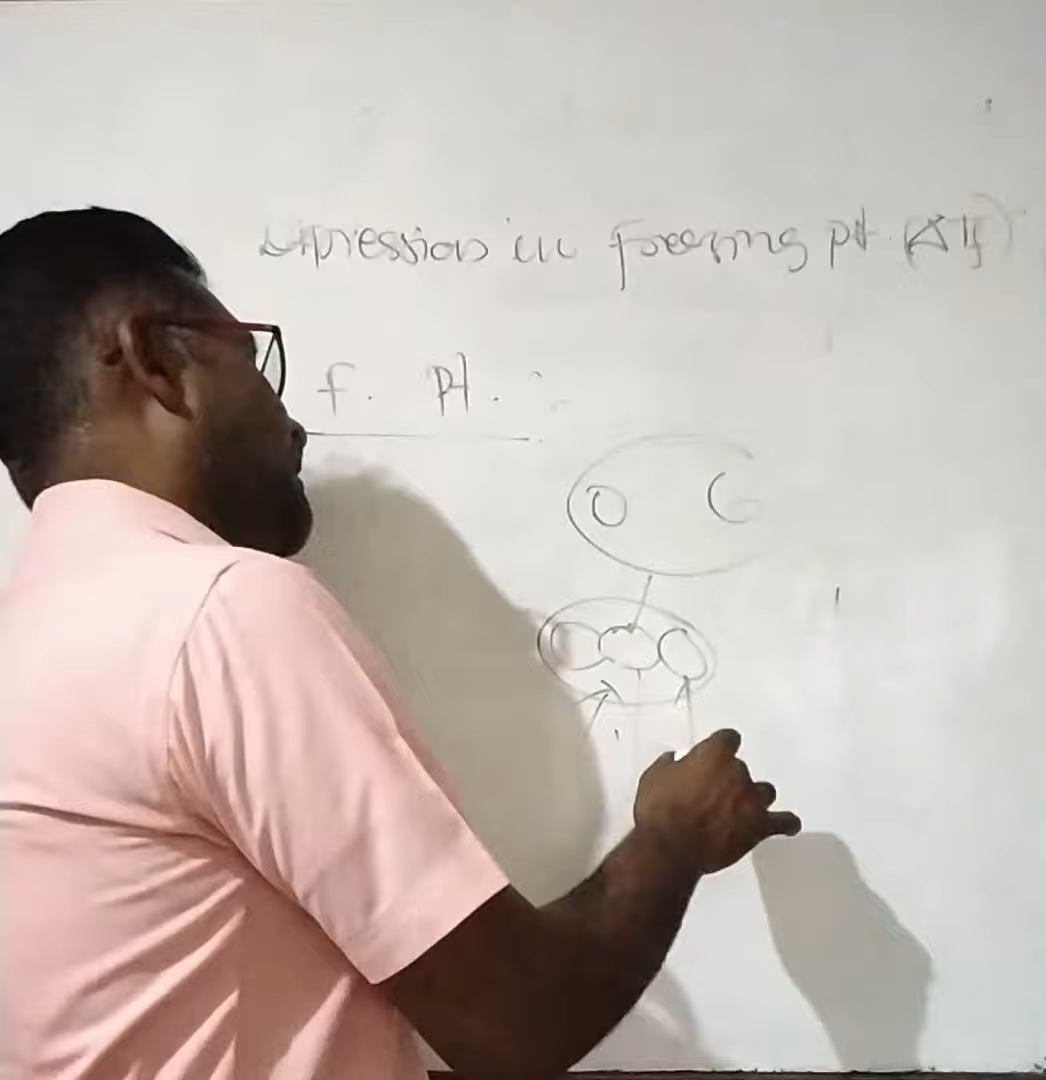 Depression in freezing pt. (ΔTf)
f. pt. :-